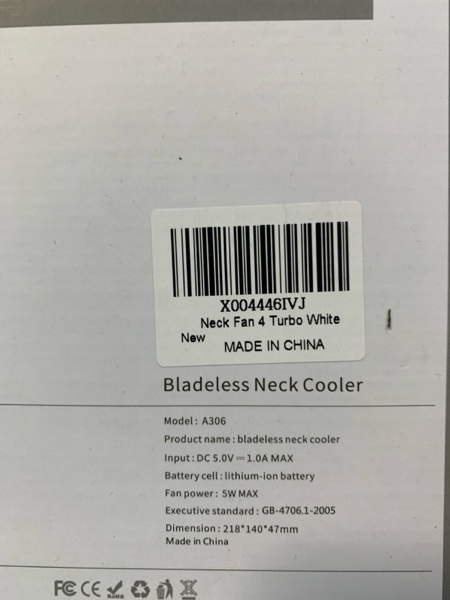 X004446IVJ
Neck Fan 4 Turbo White
New
MADE IN CHINA
Bladeless Neck Cooler
Model: A306
Product name: bladeless neck cooler
Input: DC 5.0V⎓1.0A MAX
Battery cell: lithium-ion battery
Fan power: 5W MAX
Executive standard: GB-4706.1-2005
Dimension: 218*140*47mm
Made in China
FC CE